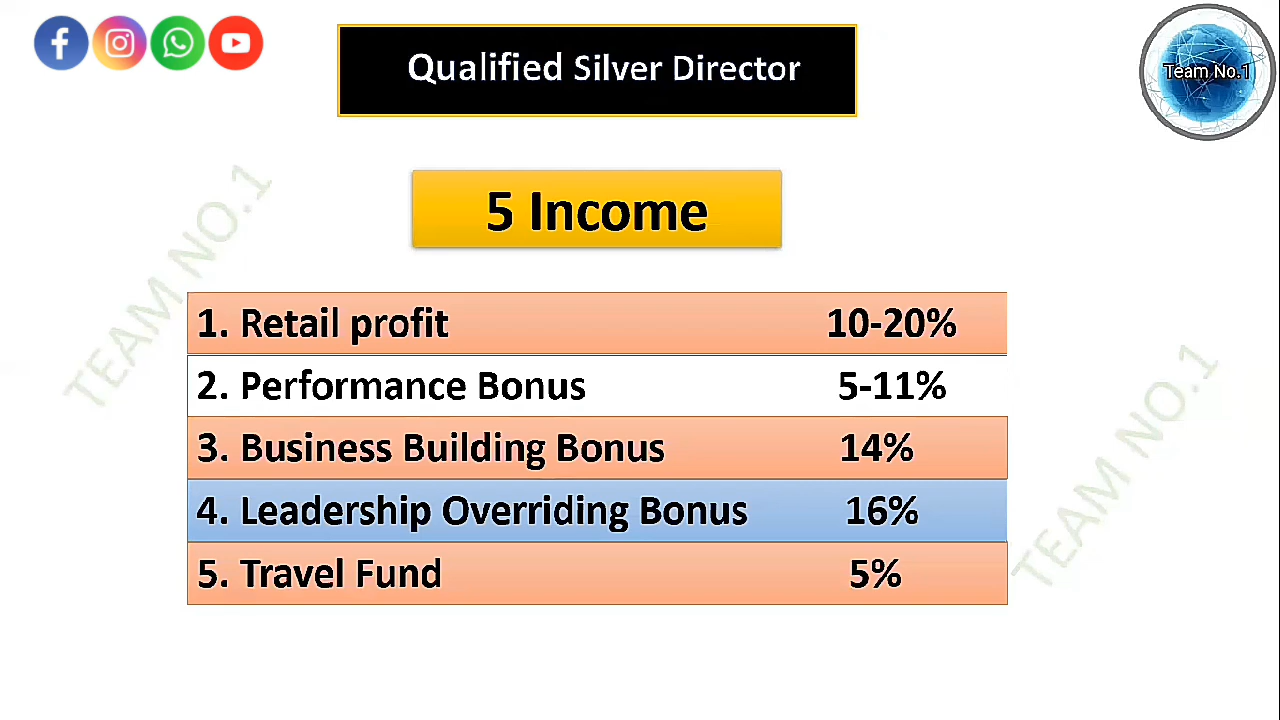 Qualified Silver Director
Team No.1
5 Income
1. Retail profit 10-20%
2. Performance Bonus 5-11%
3. Business Building Bonus 14%
4. Leadership Overriding Bonus 16%
5. Travel Fund 5%
TEAM NO.1
TEAM NO.1